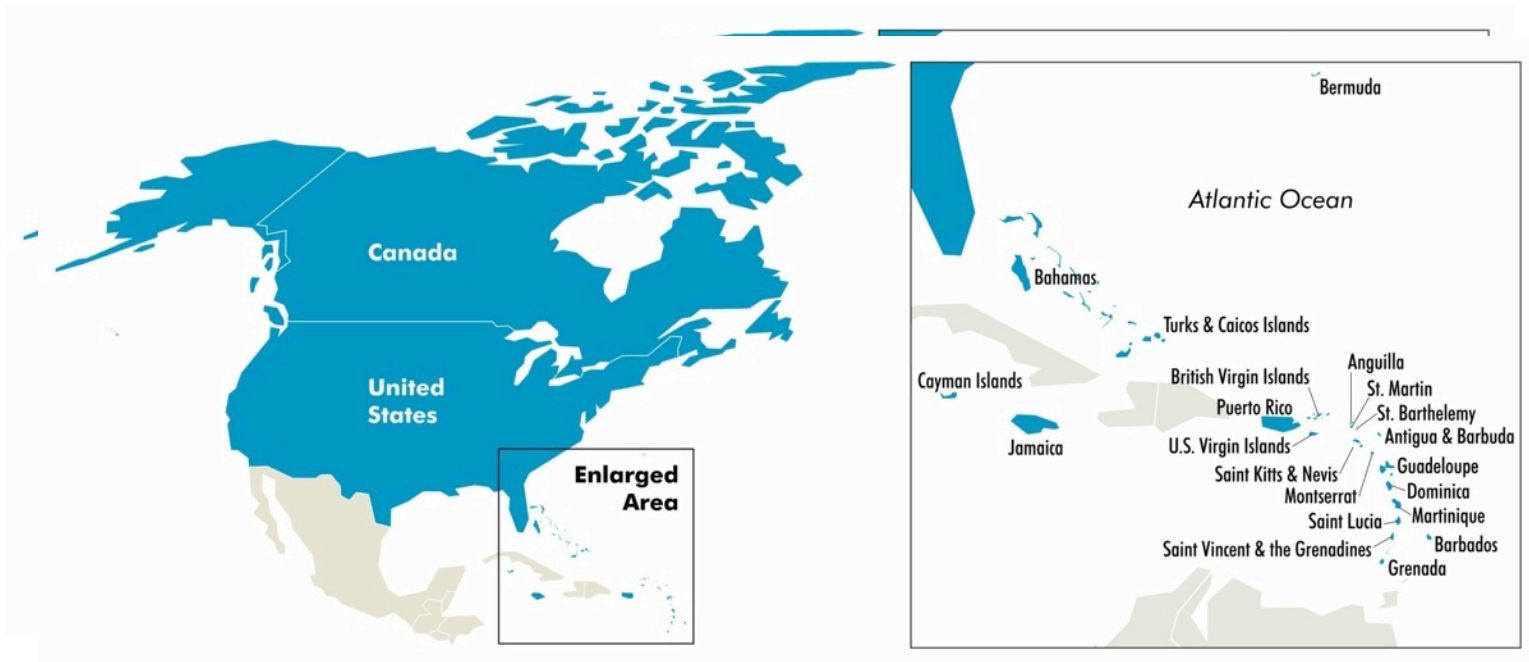 Canada
United
States
Enlarged
Area
Bermuda
Atlantic Ocean
Bahamas
Turks & Caicos Islands
Cayman Islands
Jamaica
British Virgin Islands
Puerto Rico
U.S. Virgin Islands
Anguilla
St. Martin
St. Barthelemy
Antigua & Barbuda
Saint Kitts & Nevis
Guadeloupe
Montserrat
Dominica
Martinique
Saint Lucia
Barbados
Saint Vincent & the Grenadines
Grenada